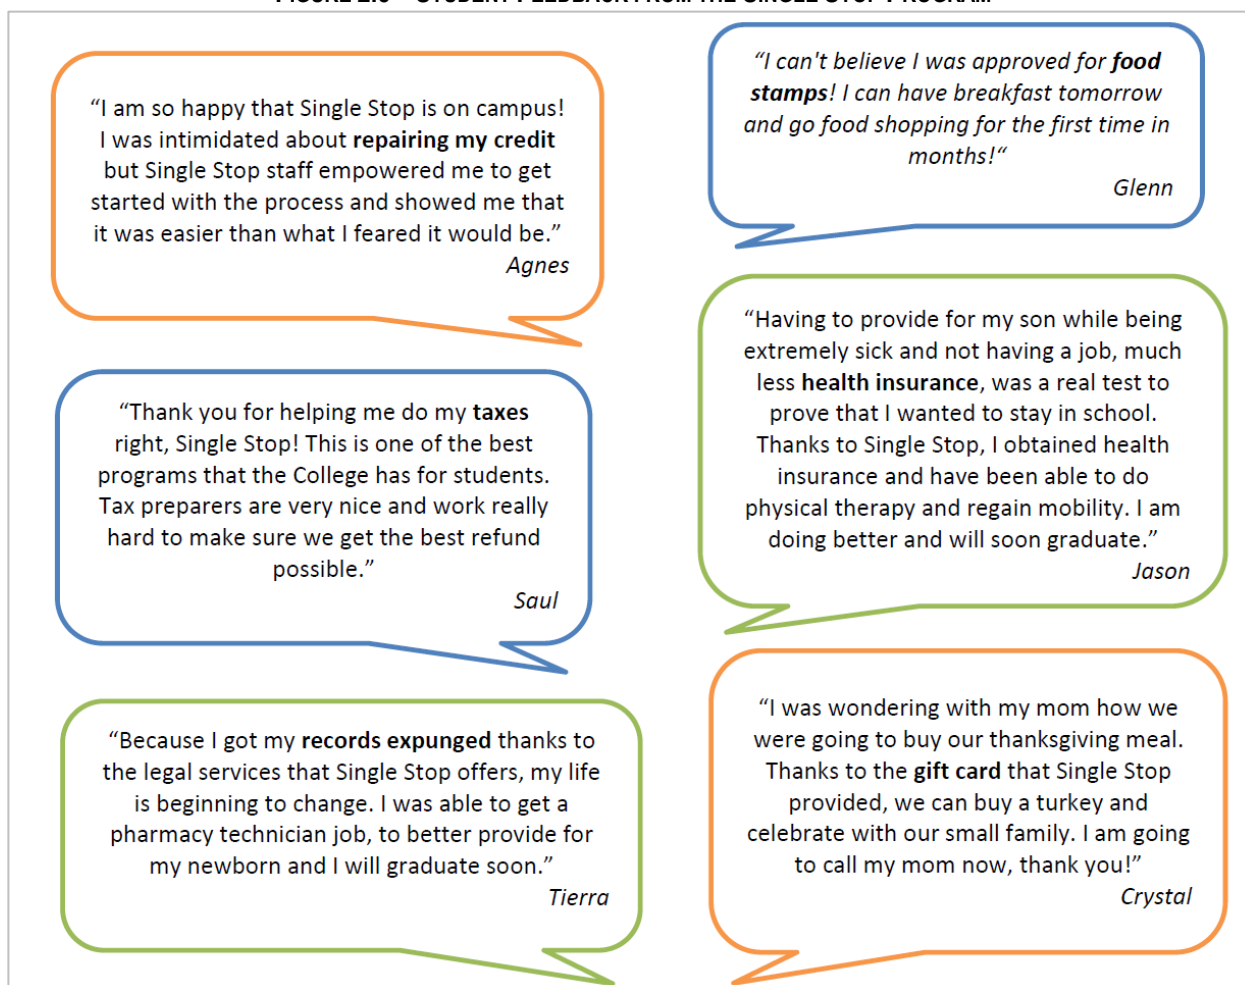 “I am so happy that Single Stop is on campus!
I was intimidated about repairing my credit
but Single Stop staff empowered me to get
started with the process and showed me that
it was easier than what I feared it would be.”
Agnes
“I can't believe I was approved for food
stamps! I can have breakfast tomorrow
and go food shopping for the first time in
months!“
Glenn
“Thank you for helping me do my taxes
right, Single Stop! This is one of the best
programs that the College has for students.
Tax preparers are very nice and work really
hard to make sure we get the best refund
possible.”
Saul
“Having to provide for my son while being
extremely sick and not having a job, much
less health insurance, was a real test to
prove that I wanted to stay in school.
Thanks to Single Stop, I obtained health
insurance and have been able to do
physical therapy and regain mobility. I am
doing better and will soon graduate.”
Jason
“Because I got my records expunged thanks to
the legal services that Single Stop offers, my life
is beginning to change. I was able to get a
pharmacy technician job, to better provide for
my newborn and I will graduate soon.”
Tierra
“I was wondering with my mom how we
were going to buy our thanksgiving meal.
Thanks to the gift card that Single Stop
provided, we can buy a turkey and
celebrate with our small family. I am going
to call my mom now, thank you!”
Crystal